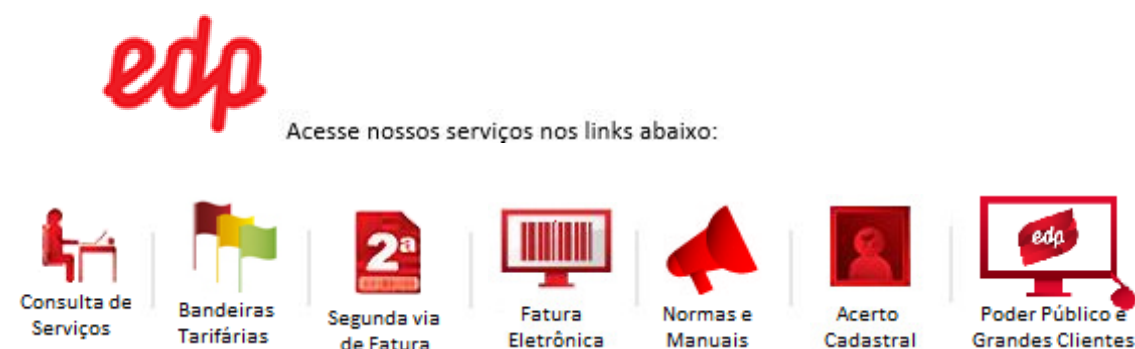 edp
Acesse nossos serviços nos links abaixo:
2ª
edp
Consulta de
Serviços
Bandeiras
Tarifárias
Segunda via
de Fatura
Fatura
Eletrônica
Normas e
Manuais
Acerto
Cadastral
Poder Público e
Grandes Clientes